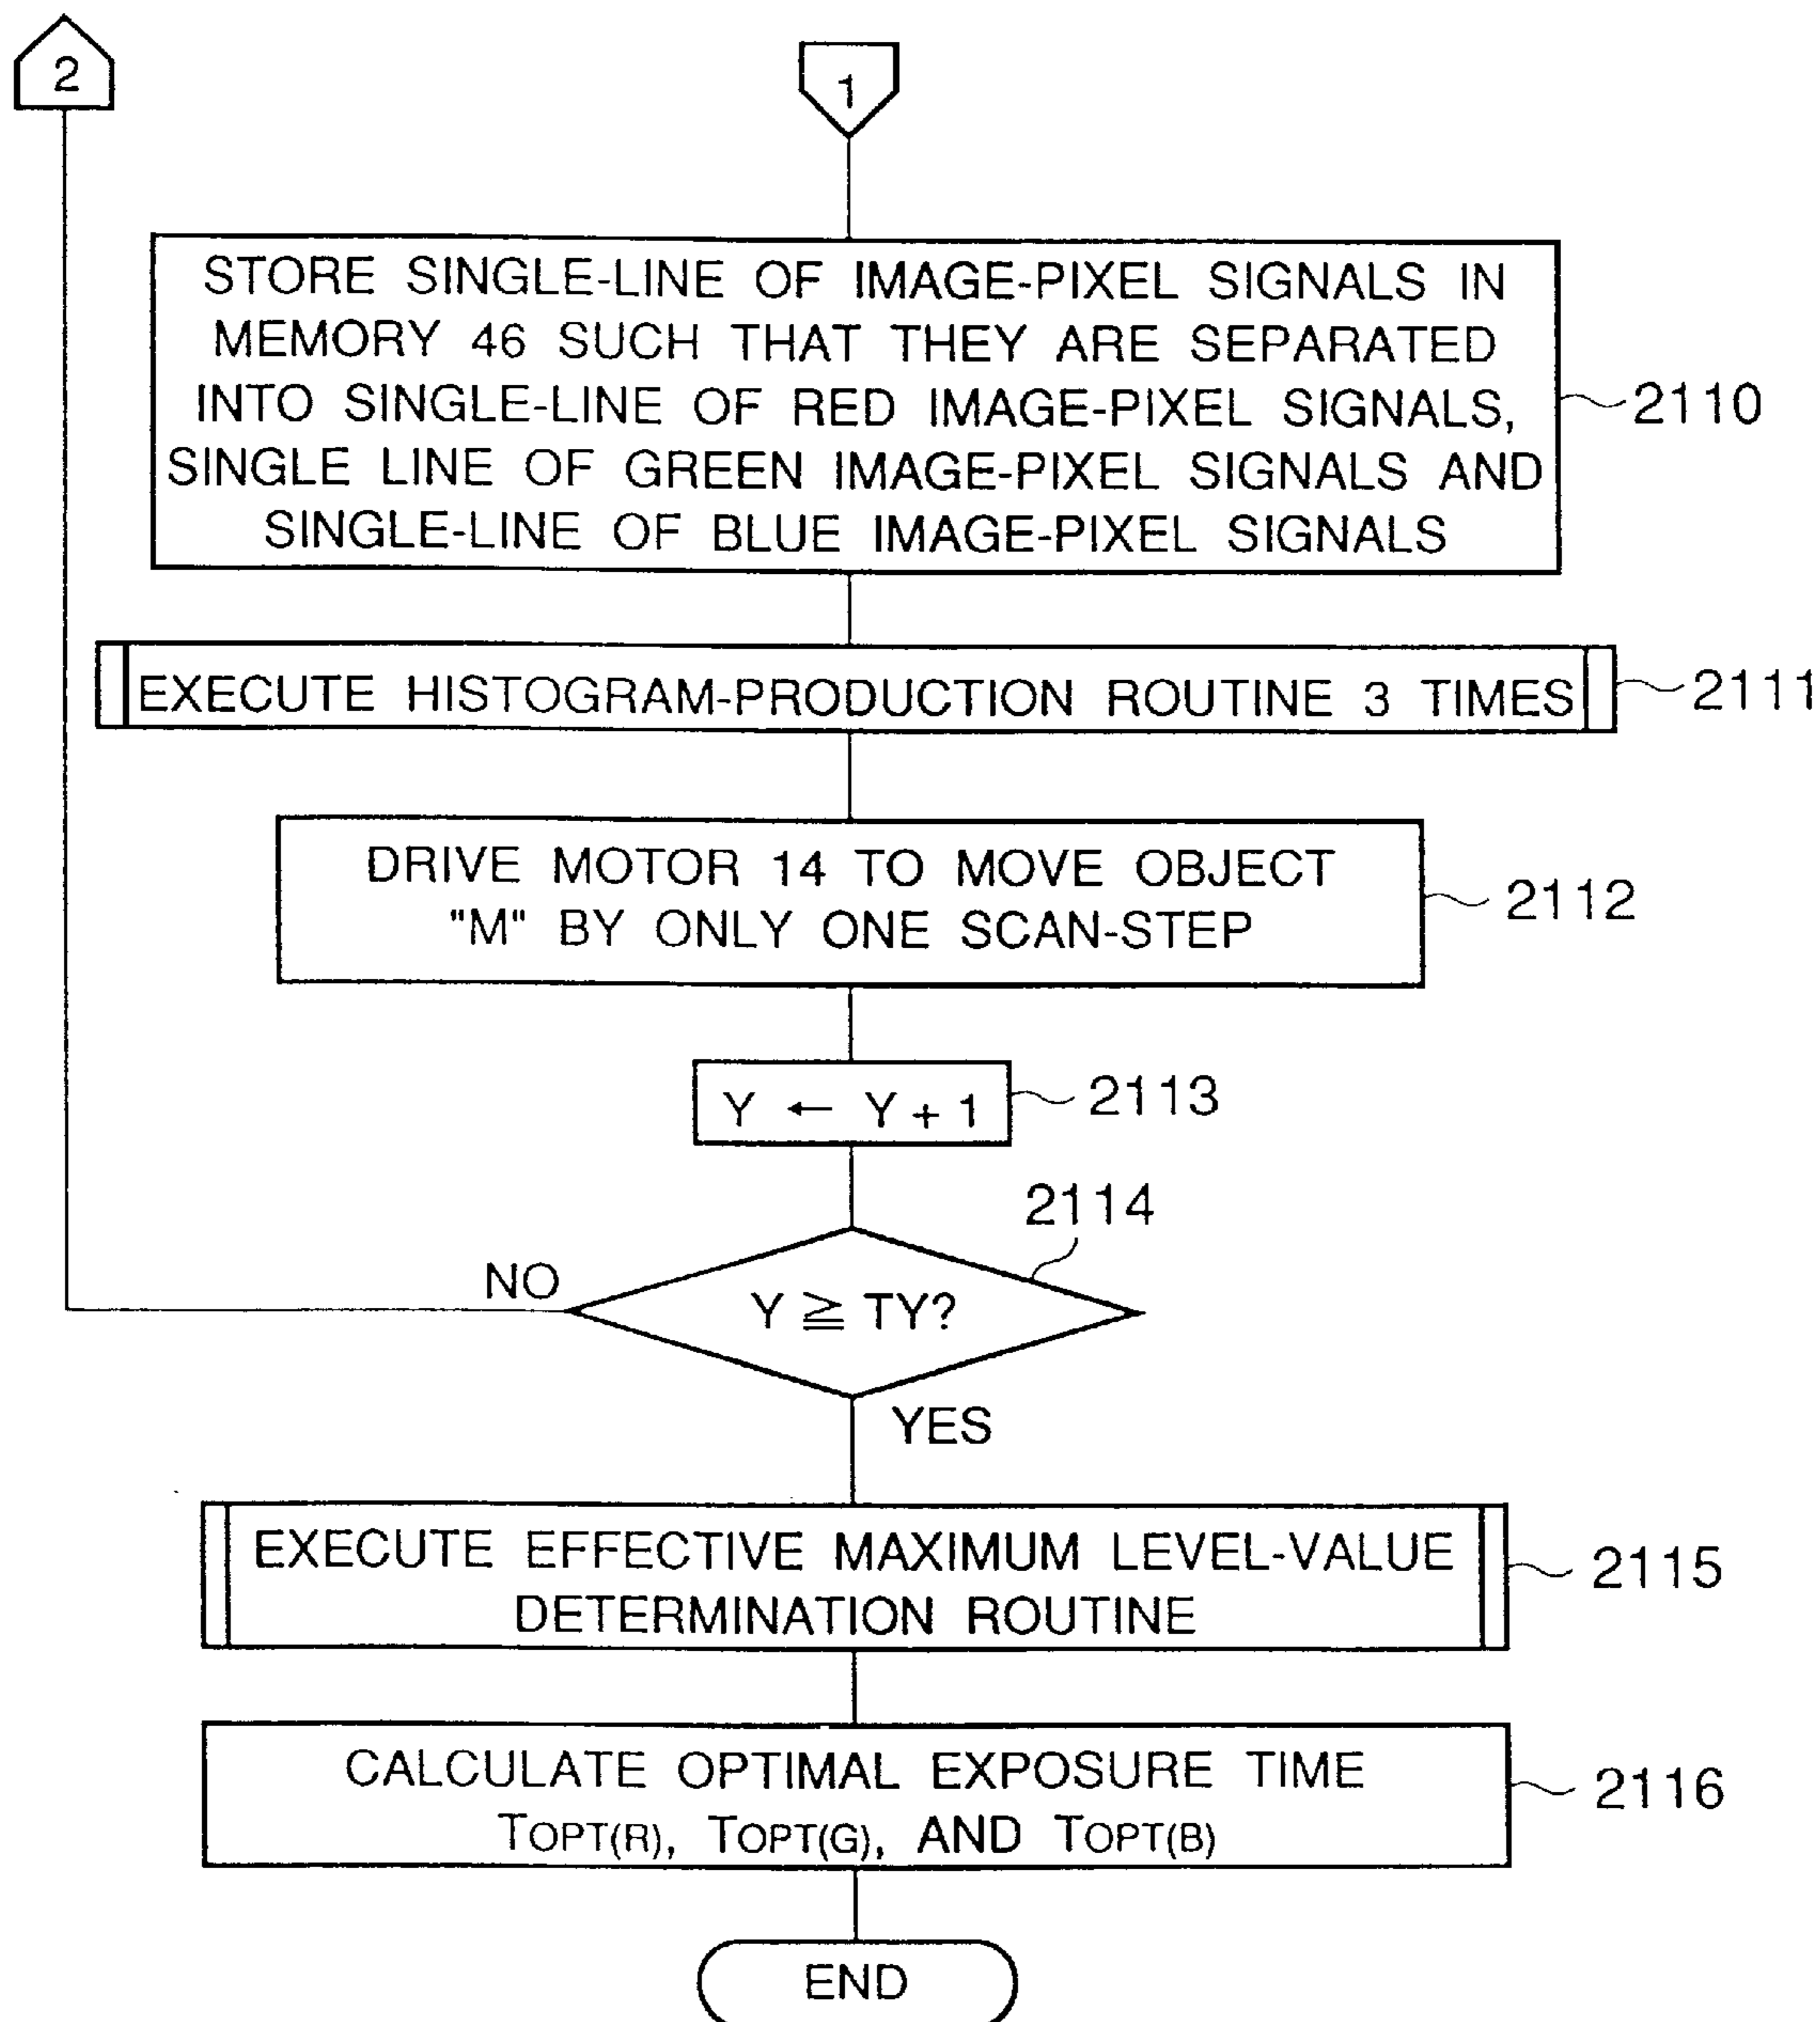 2
1
STORE SINGLE-LINE OF IMAGE-PIXEL SIGNALS IN
MEMORY 46 SUCH THAT THEY ARE SEPARATED
INTO SINGLE-LINE OF RED IMAGE-PIXEL SIGNALS,
SINGLE LINE OF GREEN IMAGE-PIXEL SIGNALS AND
SINGLE-LINE OF BLUE IMAGE-PIXEL SIGNALS
2110
EXECUTE HISTOGRAM-PRODUCTION ROUTINE 3 TIMES
2111
DRIVE MOTOR 14 TO MOVE OBJECT
"M" BY ONLY ONE SCAN-STEP
2112
Y ← Y + 1
2113
2114
NO
Y ≧ TY?
YES
EXECUTE EFFECTIVE MAXIMUM LEVEL-VALUE
DETERMINATION ROUTINE
2115
CALCULATE OPTIMAL EXPOSURE TIME
TOPT(R), TOPT(G), AND TOPT(B)
2116
END